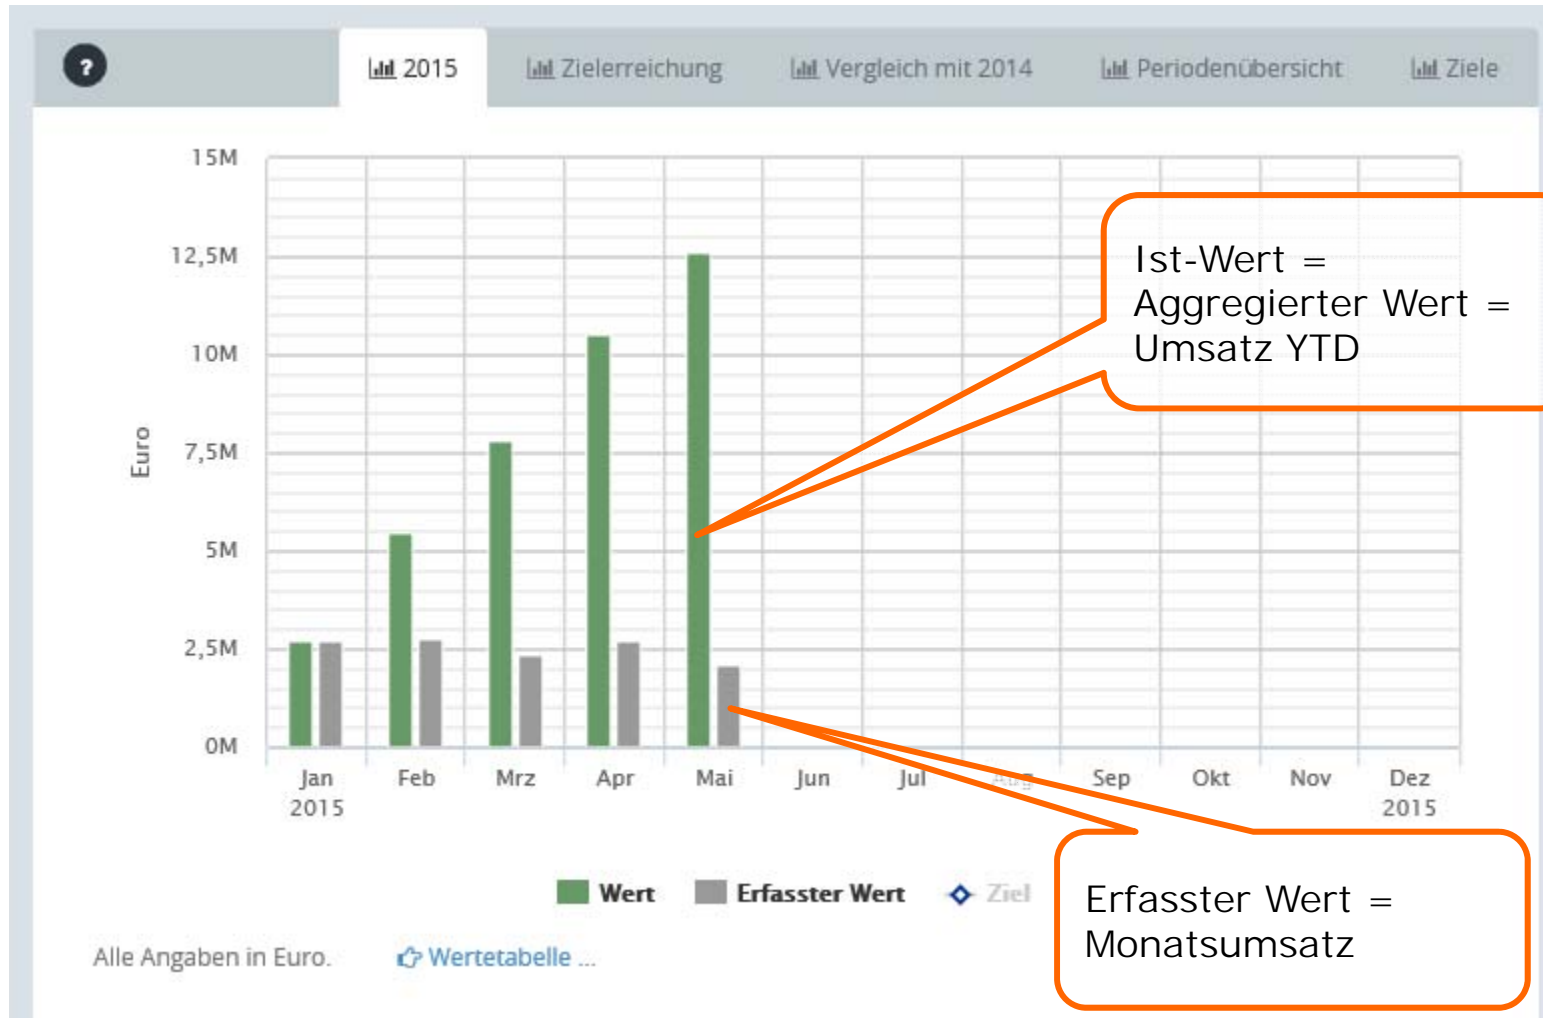 ?
2015
Zielerreichung
Vergleich mit 2014
Periodenübersicht
Ziele
15M
12,5M
10M
7,5M
5M
2,5M
0M
Euro
Ist-Wert =
Aggregierter Wert =
Umsatz YTD
Jan
2015
Feb
Mrz
Apr
Mai
Jun
Jul
Aug
Sep
Okt
Nov
Dez
2015
Wert
Erfasster Wert
Ziel
Erfasster Wert =
Monatsumsatz
Alle Angaben in Euro.
Wertetabelle ...